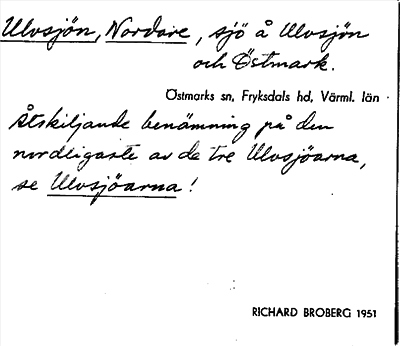 Ulvsjön, Nordare, sjö å Ulvsjön
och Östmark.
Östmarks sn, Fryksdals hd, Värml. län
Åtskiljande benämning på den
nordligaste av de tre Ulvsjöarna,
se Ulvsjöarna!
RICHARD BROBERG 1951